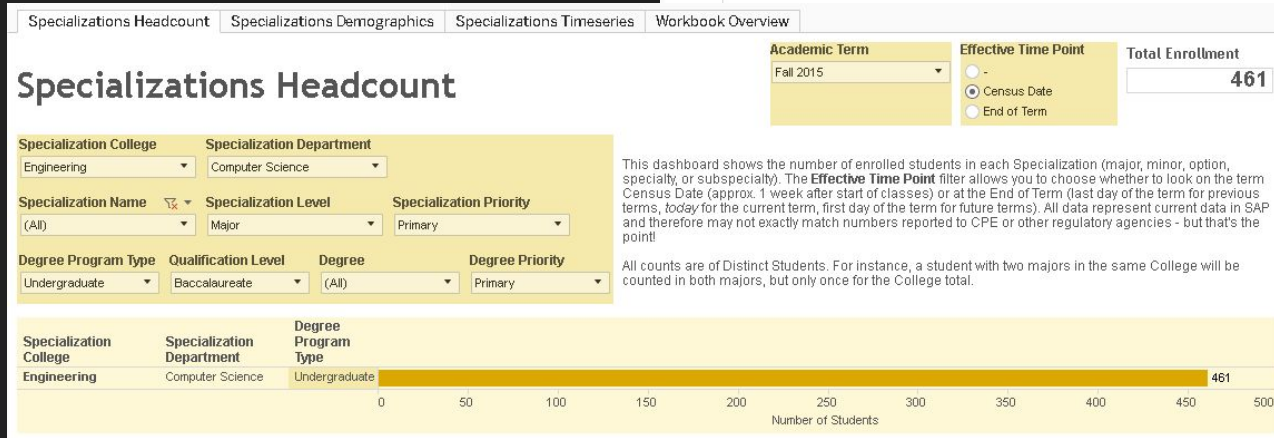 Specializations Headcount Specializations Demographics Specializations Timeseries Workbook Overview
Specializations Headcount
Academic Term
Fall 2015
Effective Time Point
-
Census Date
End of Term
Total Enrollment
461
Specialization College Specialization Department
Engineering Computer Science
Specialization Name Specialization Level Specialization Priority
(All) Major Primary
Degree Program Type Qualification Level Degree Degree Priority
Undergraduate Baccalaureate (All) Primary
This dashboard shows the number of enrolled students in each Specialization (major, minor, option,
specialty, or subspecialty). The Effective Time Point filter allows you to choose whether to look on the term
Census Date (approx. 1 week after start of classes) or at the End of Term (last day of the term for previous
terms, today for the current term, first day of the term for future terms). All data represent current data in SAP
and therefore may not exactly match numbers reported to CPE or other regulatory agencies - but that's the
point!
All counts are of Distinct Students. For instance, a student with two majors in the same College will be
counted in both majors, but only once for the College total.
Specialization College Specialization Department Degree Program Type
Engineering Computer Science Undergraduate 461
0 50 100 150 200 250 300 350 400 450 500
Number of Students